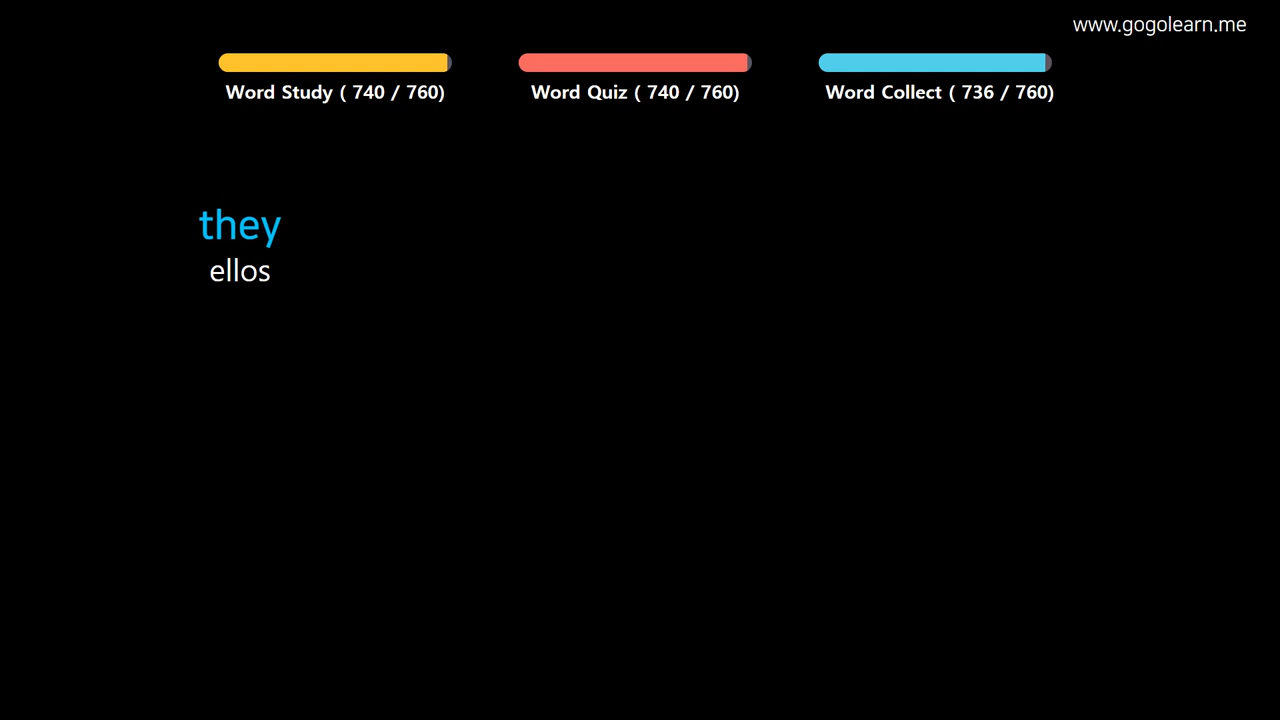 www.gogolearn.me
Word Study ( 740 / 760)
Word Quiz ( 740 / 760)
Word Collect ( 736 / 760)
they
ellos